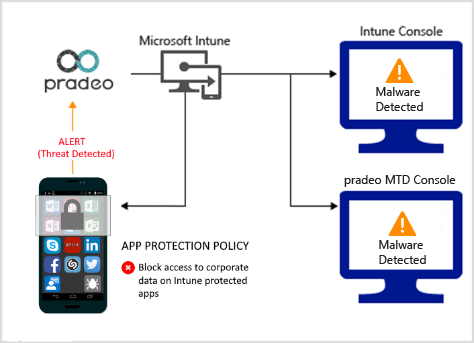 Microsoft Intune
Intune Console
pradeo
Malware
Detected
ALERT
(Threat Detected)
pradeo MTD Console
APP PROTECTION POLICY
Block access to corporate
data on Intune protected
apps
Malware
Detected